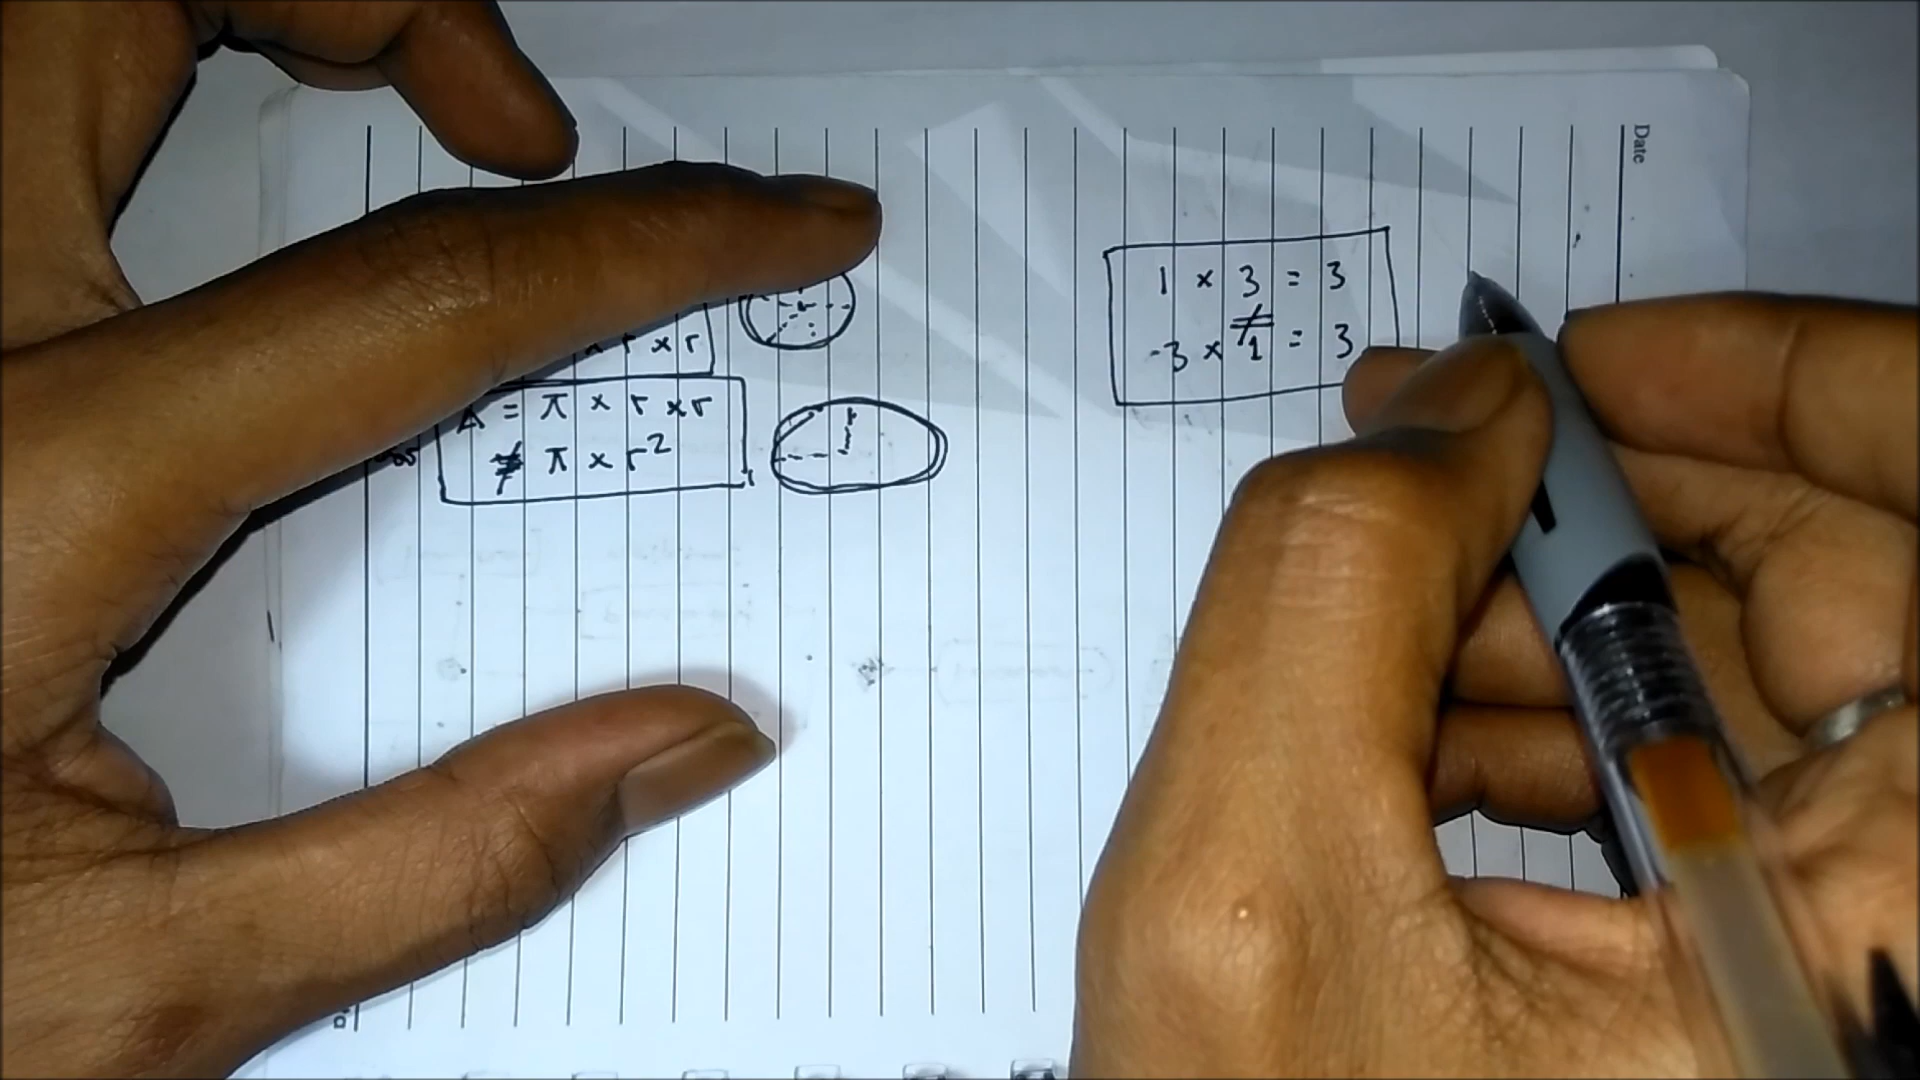 × r × r
A = π × r × r
≠ π × r²
1 × 3 = 3
≠
-3 × 1 = 3
Date